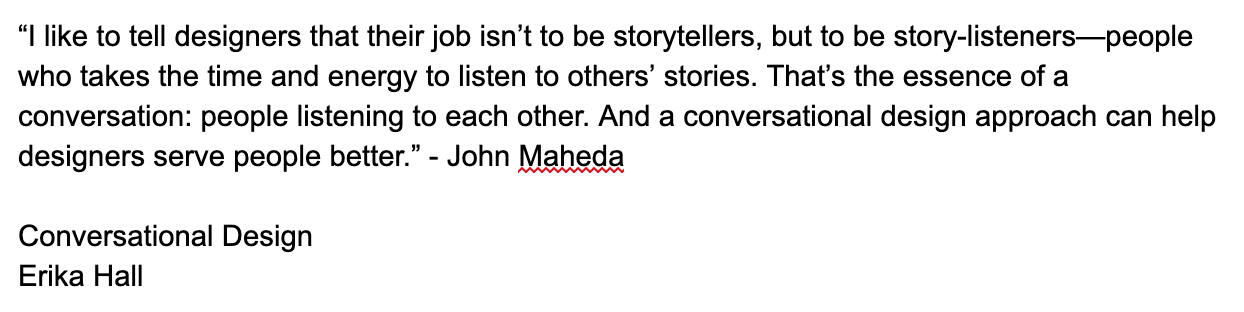 “I like to tell designers that their job isn’t to be storytellers, but to be story-listeners—people
who takes the time and energy to listen to others’ stories. That’s the essence of a
conversation: people listening to each other. And a conversational design approach can help
designers serve people better.” - John Maheda
Conversational Design
Erika Hall